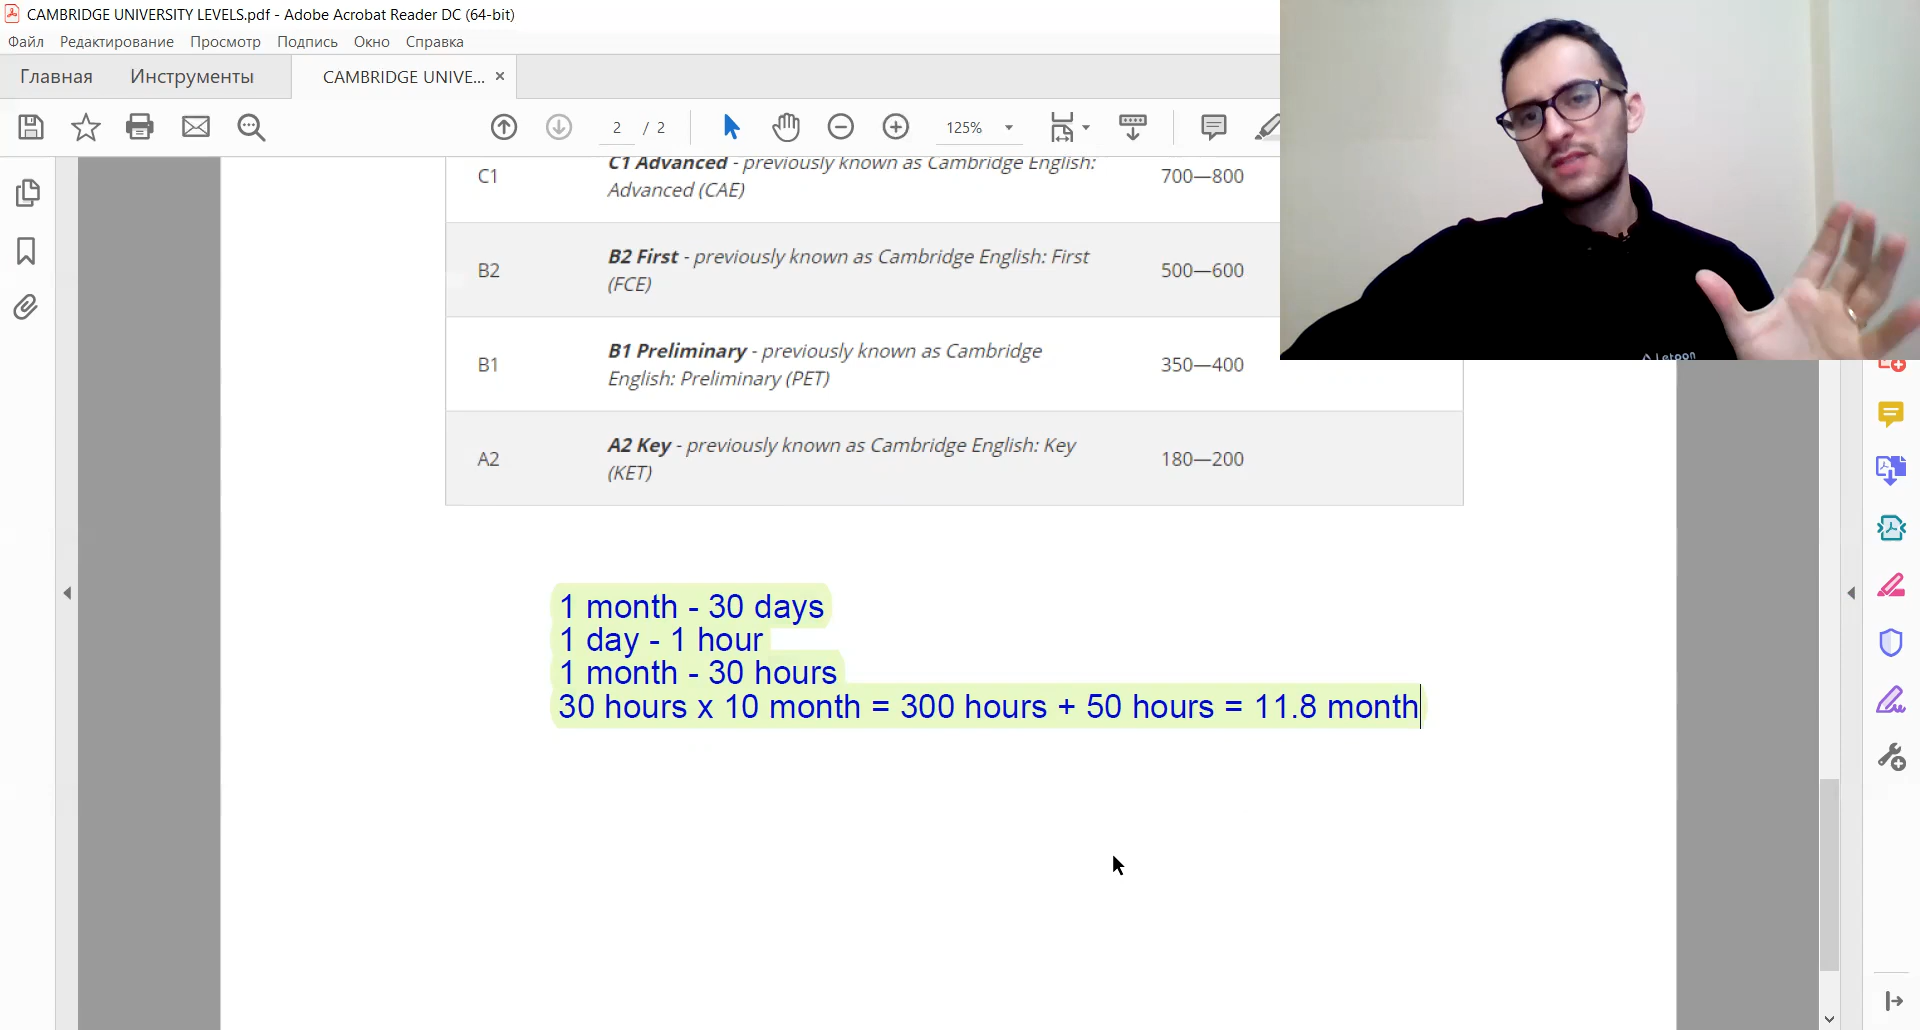 CAMBRIDGE UNIVERSITY LEVELS.pdf - Adobe Acrobat Reader DC (64-bit)
Файл Редактирование Просмотр Подпись Окно Справка
Главная Инструменты CAMBRIDGE UNIVE... ×
2 / 2 125%
C1 Advanced - previously known as Cambridge English:
C1 700—800
Advanced (CAE)
B2 First - previously known as Cambridge English: First
B2 500—600
(FCE)
B1 Preliminary - previously known as Cambridge
B1 350—400
English: Preliminary (PET)
A2 Key - previously known as Cambridge English: Key
A2 180—200
(KET)
1 month - 30 days
1 day - 1 hour
1 month - 30 hours
30 hours x 10 month = 300 hours + 50 hours = 11.8 month